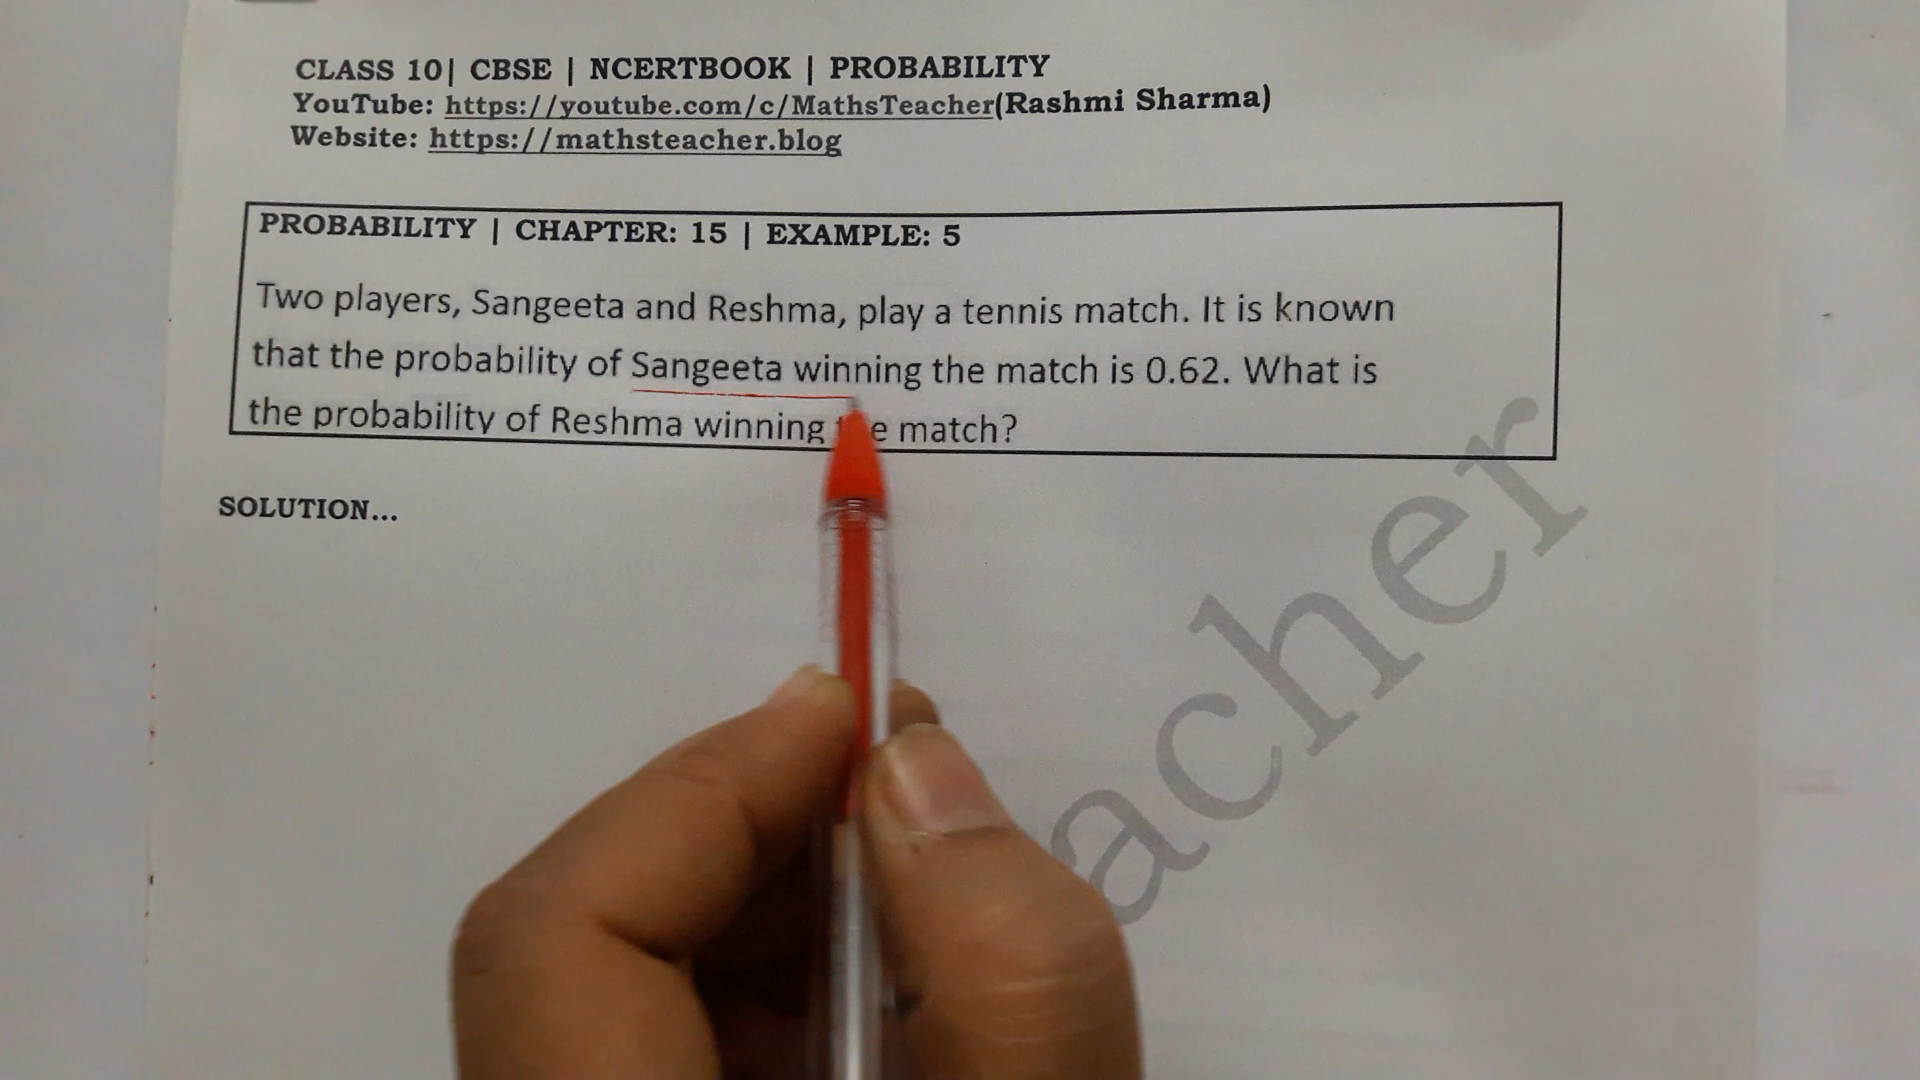 CLASS 10| CBSE | NCERTBOOK | PROBABILITY
YouTube: https://youtube.com/c/MathsTeacher(Rashmi Sharma)
Website: https://mathsteacher.blog
PROBABILITY | CHAPTER: 15 | EXAMPLE: 5
Two players, Sangeeta and Reshma, play a tennis match. It is known
that the probability of Sangeeta winning the match is 0.62. What is
the probability of Reshma winning the match?
SOLUTION...
acher